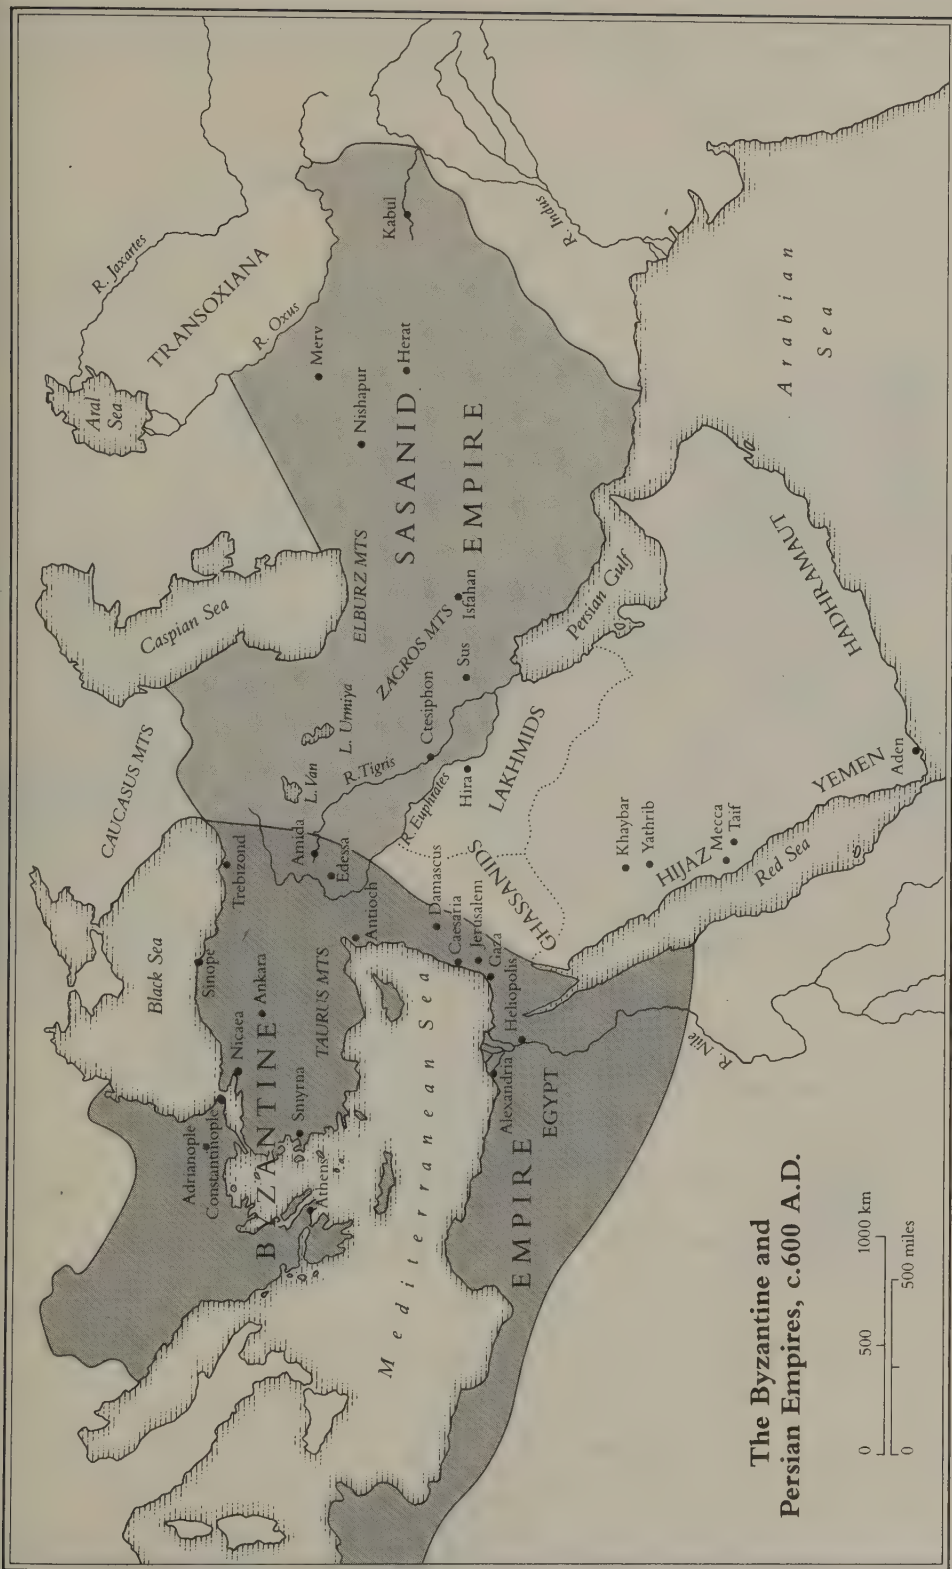 The Byzantine and
Persian Empires, c.600 A.D.
0
500
1000 km
0
500 miles
BYZANTINE
EMPIRE
SASANID
EMPIRE
Adrianople
Constantinople
Athens
Smyrna
Nicaea
Ankara
Sinope
Trebizond
Black Sea
CAUCASUS MTS
TAURUS MTS
Mediterranean Sea
Antioch
Amida
Edessa
Damascus
Caesaria
Jerusalem
Gaza
Heliopolis
Alexandria
EGYPT
R. Nile
Red Sea
GHASSANIDS
LAKHMIDS
HIJAZ
Khaybar
Yathrib
Mecca
Taif
YEMEN
Aden
HADHRAMAUT
Arabian
Sea
Persian Gulf
Hira
R. Euphrates
R. Tigris
Ctesiphon
Sus
Isfahan
ZAGROS MTS
ELBURZ MTS
L. Van
L. Urmiya
Caspian Sea
Aral
Sea
R. Jaxartes
TRANSOXIANA
R. Oxus
Merv
Nishapur
Herat
Kabul
R. Indus